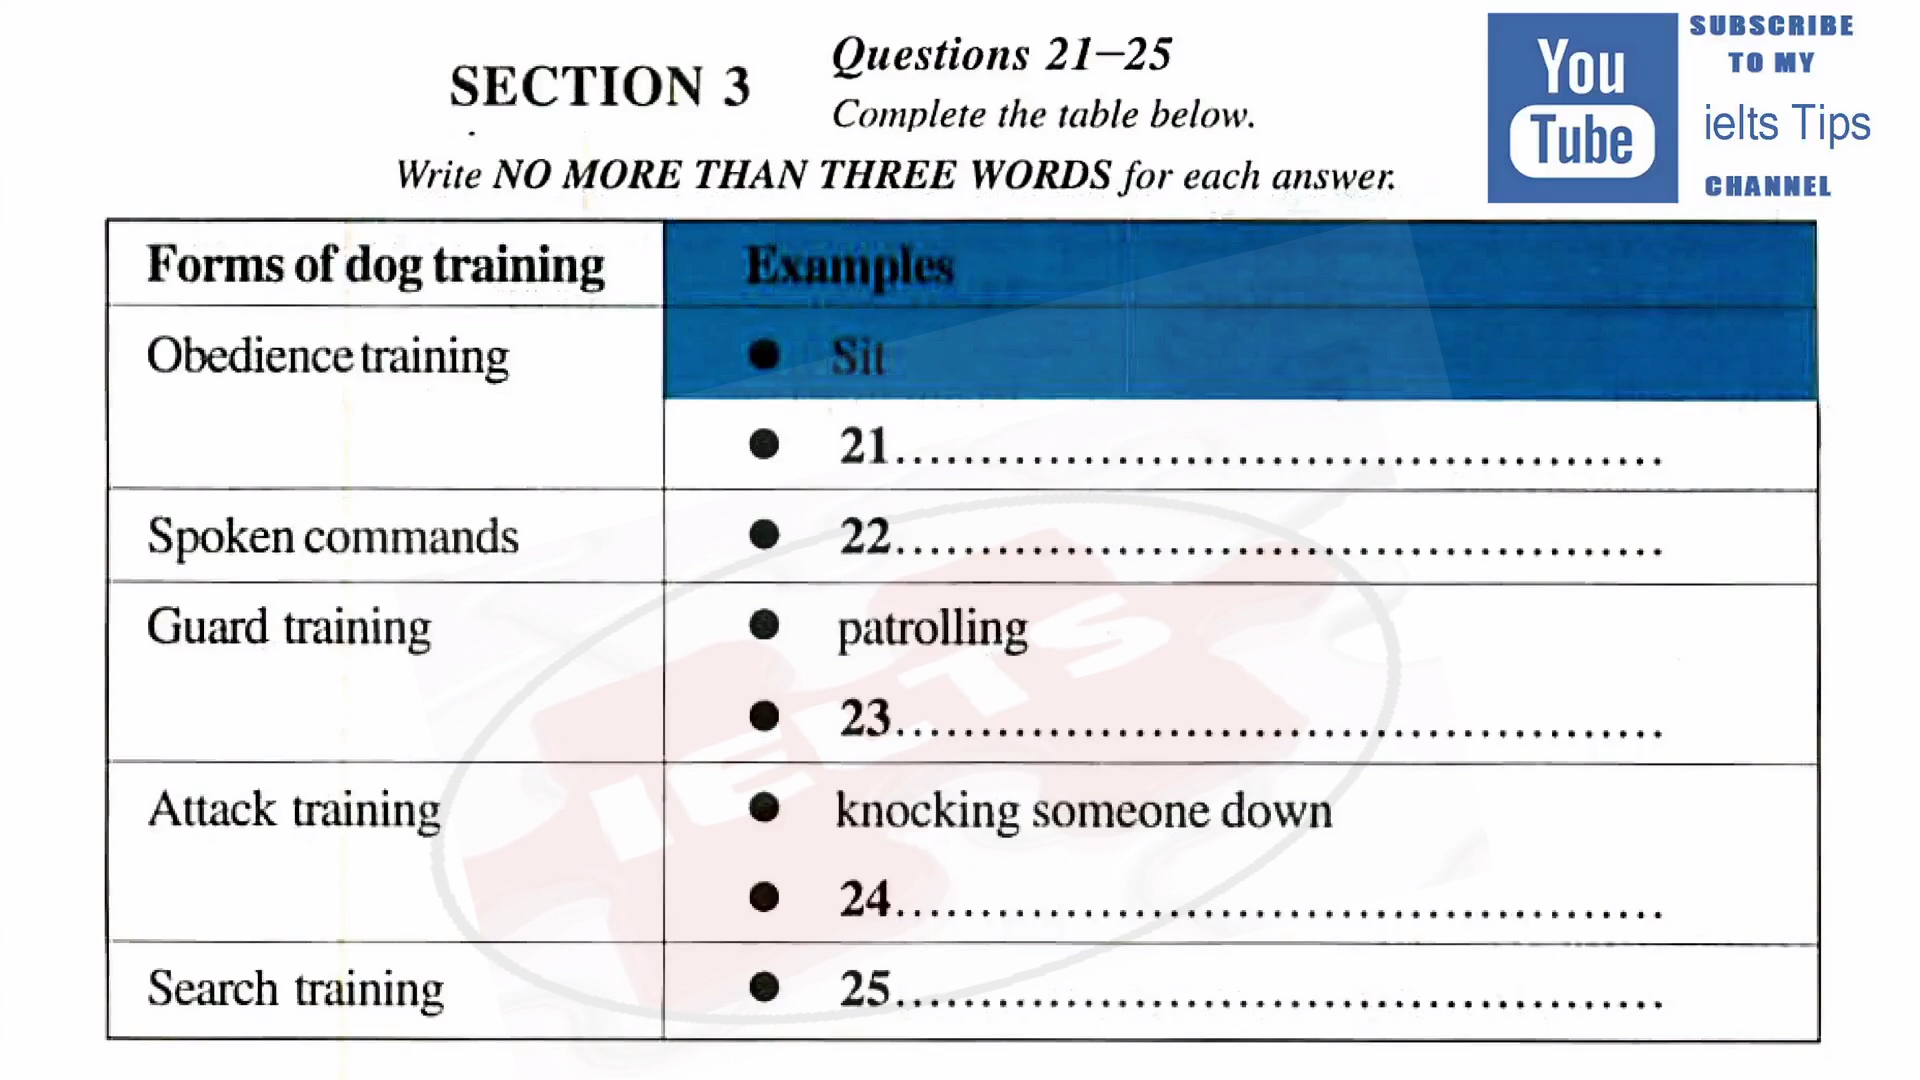 SECTION 3
Questions 21–25
Complete the table below.
Write NO MORE THAN THREE WORDS for each answer.
You
Tube
SUBSCRIBE
TO MY
ielts Tips
CHANNEL
Forms of dog training Examples
Obedience training ● Sit
● 21..........................................
Spoken commands ● 22..........................................
Guard training ● patrolling
● 23..........................................
Attack training ● knocking someone down
● 24..........................................
Search training ● 25..........................................
IELTS